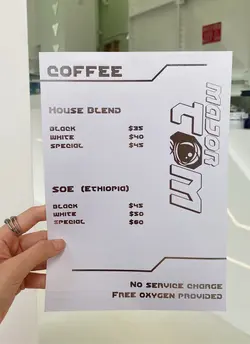 COFFEE
HOUSE BLEND
BLACK $35
WHITE $40
SPECIAL $45
SOE (ETHIOPIA)
BLACK $45
WHITE $50
SPECIAL $60
MAJOR
NO SERVICE CHARGE
FREE OXYGEN PROVIDED